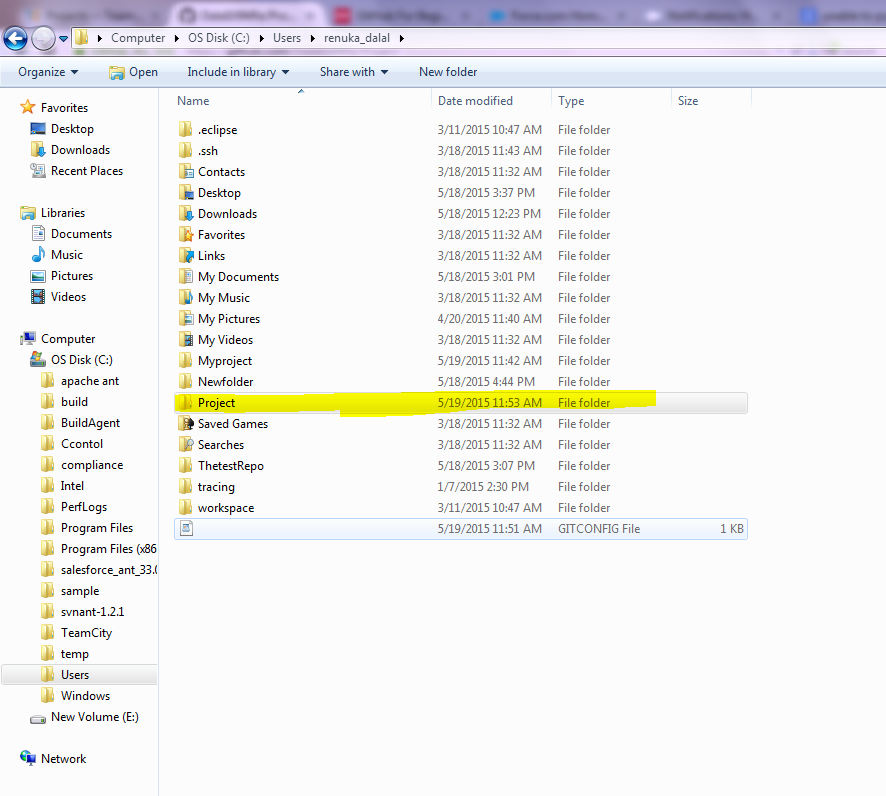 Computer OS Disk (C:) Users renuka_dalal
Organize Open Include in library Share with New folder
Favorites
Desktop
Downloads
Recent Places
Libraries
Documents
Music
Pictures
Videos
Computer
OS Disk (C:)
apache ant
build
BuildAgent
Ccontol
compliance
Intel
PerfLogs
Program Files
Program Files (x86
salesforce_ant_33.0
sample
svnant-1.2.1
TeamCity
temp
Users
Windows
New Volume (E:)
Network
Name Date modified Type Size
.eclipse 3/11/2015 10:47 AM File folder
.ssh 3/18/2015 11:43 AM File folder
Contacts 3/18/2015 11:32 AM File folder
Desktop 5/18/2015 3:37 PM File folder
Downloads 5/18/2015 12:23 PM File folder
Favorites 3/18/2015 11:32 AM File folder
Links 3/18/2015 11:32 AM File folder
My Documents 5/18/2015 3:01 PM File folder
My Music 3/18/2015 11:32 AM File folder
My Pictures 4/20/2015 11:40 AM File folder
My Videos 3/18/2015 11:32 AM File folder
Myproject 5/19/2015 11:42 AM File folder
Newfolder 5/18/2015 4:44 PM File folder
Project 5/19/2015 11:53 AM File folder
Saved Games 3/18/2015 11:32 AM File folder
Searches 3/18/2015 11:32 AM File folder
ThetestRepo 5/18/2015 3:07 PM File folder
tracing 1/7/2015 2:30 PM File folder
workspace 3/11/2015 10:47 AM File folder
5/19/2015 11:51 AM GITCONFIG File 1 KB